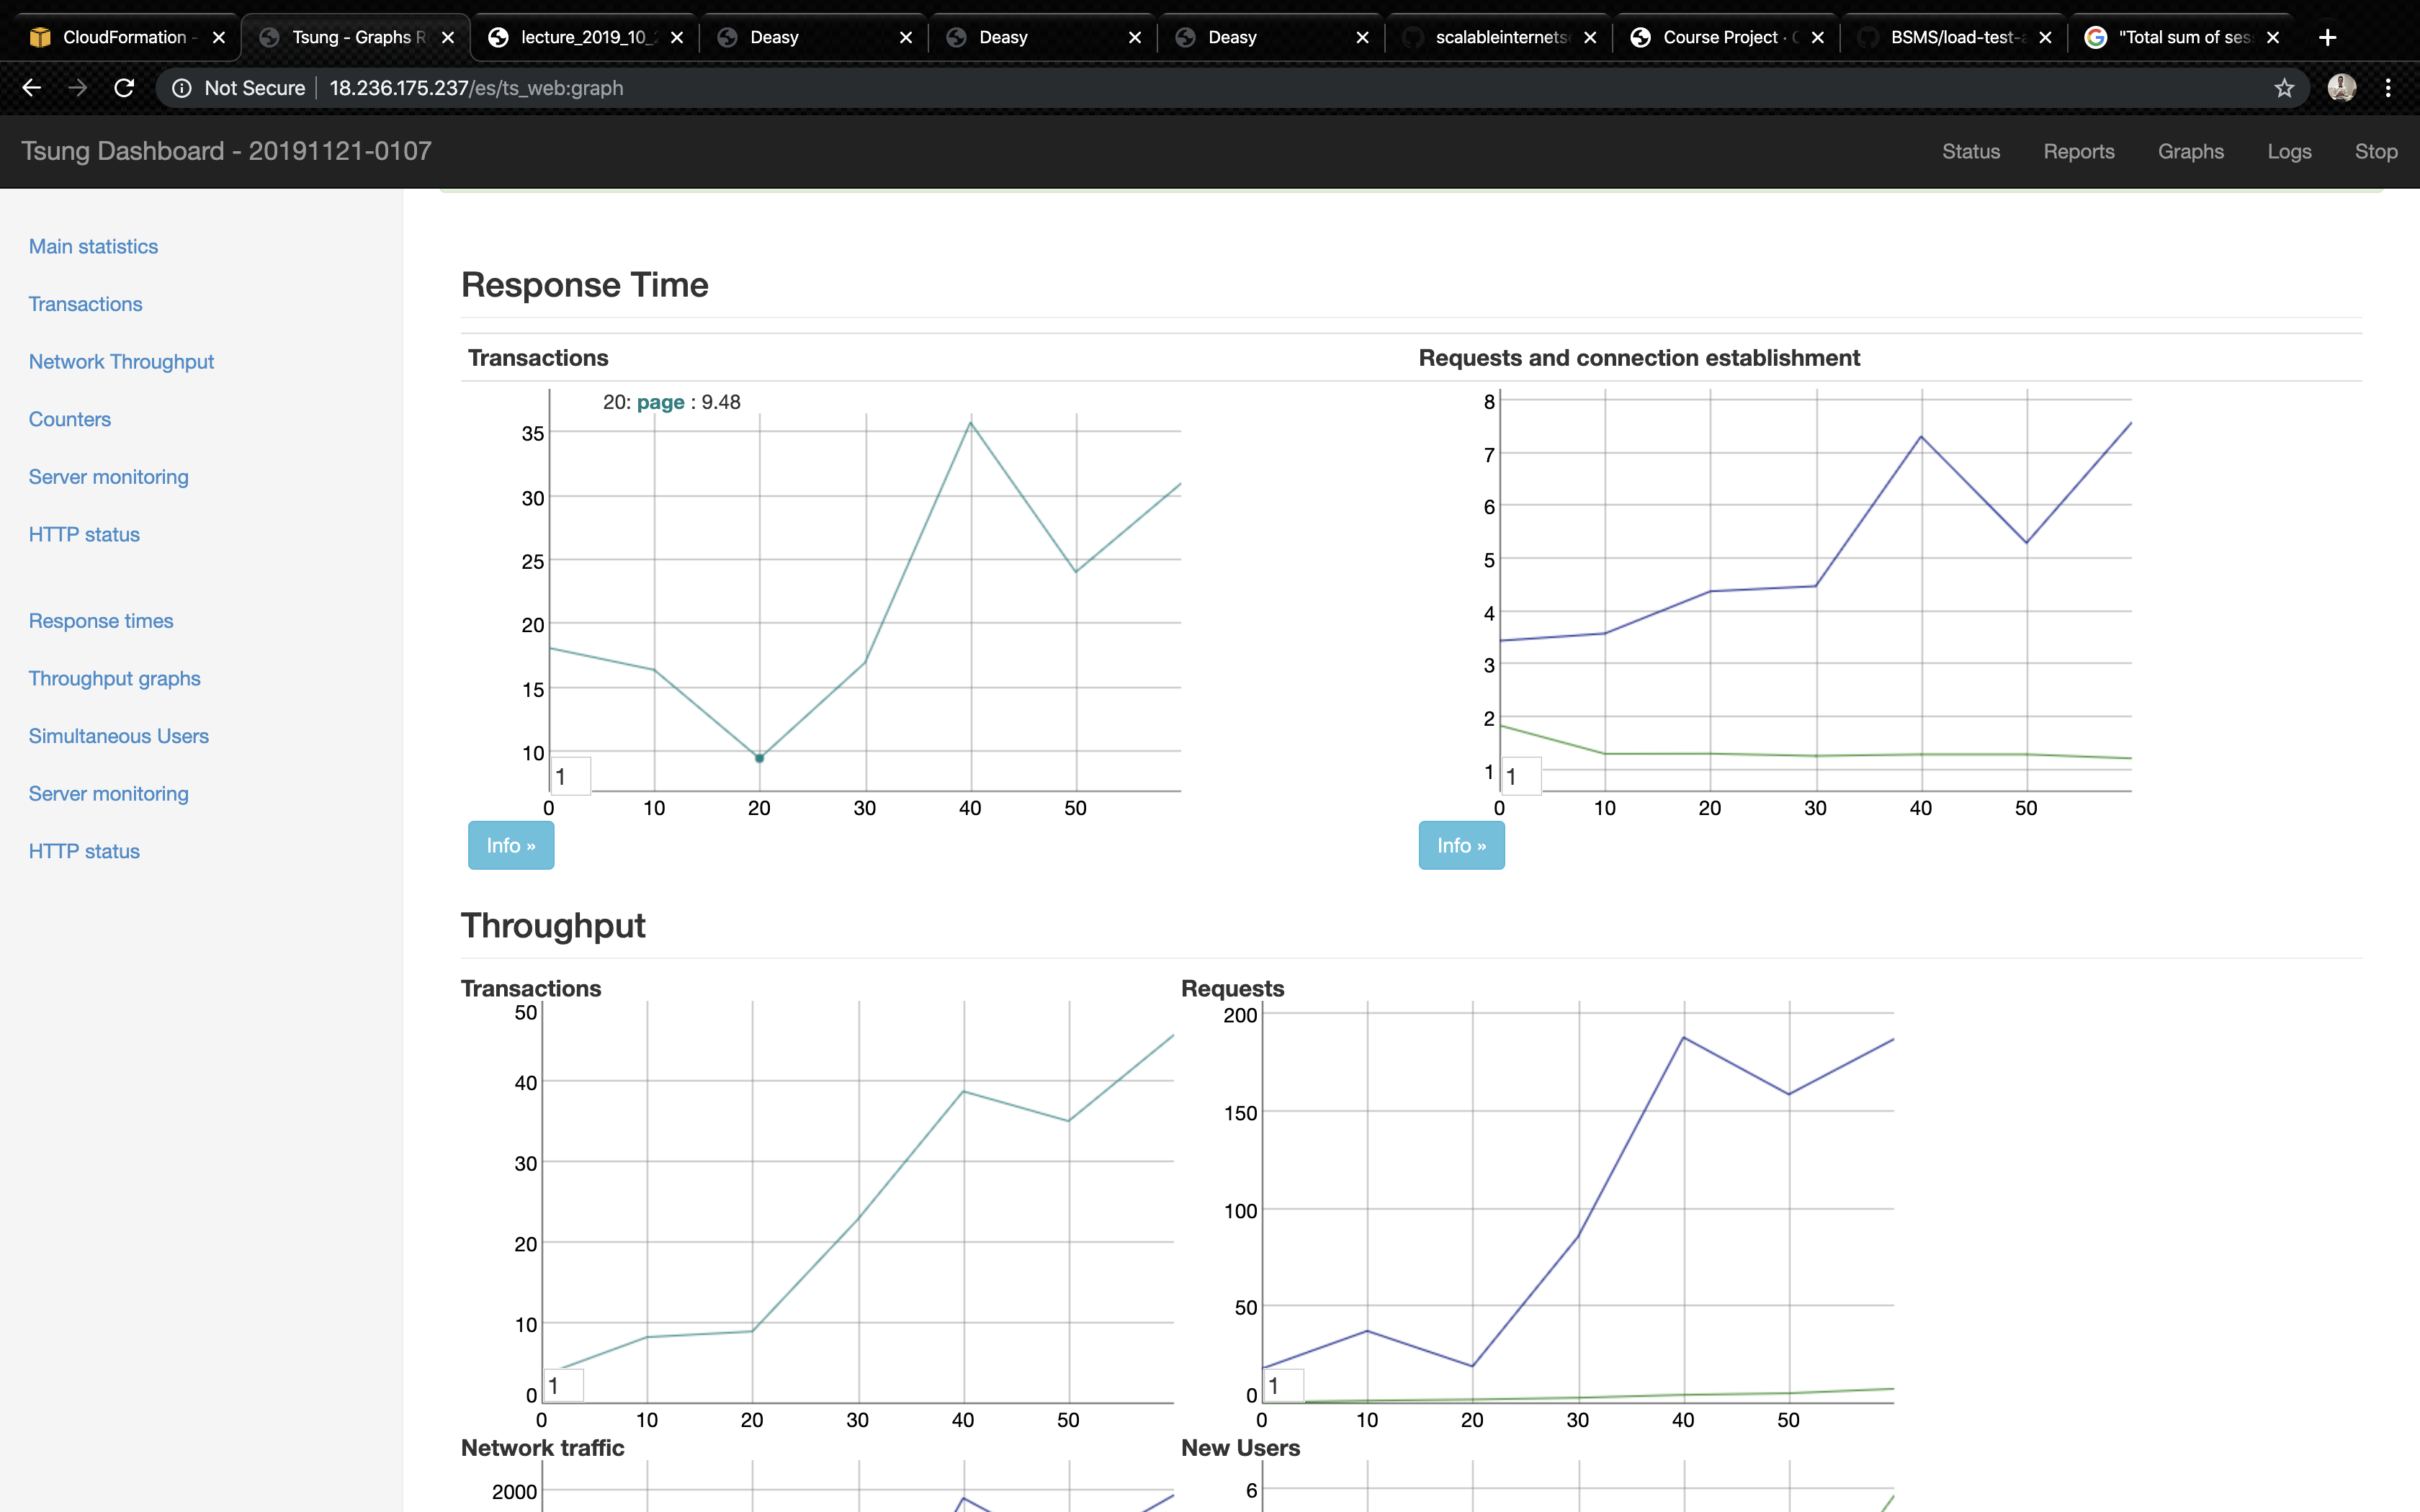 CloudFormation - Tsung - Graphs R lecture_2019_10_ Deasy Deasy Deasy scalableinternets Course Project · BSMS/load-test- "Total sum of ses
Not Secure 18.236.175.237/es/ts_web:graph
Tsung Dashboard - 20191121-0107 Status Reports Graphs Logs Stop
Main statistics
Transactions
Network Throughput
Counters
Server monitoring
HTTP status
Response times
Throughput graphs
Simultaneous Users
Server monitoring
HTTP status
Response Time
Transactions
20: page : 9.48
35
30
25
20
15
10
1
0 10 20 30 40 50
Info »
Requests and connection establishment
8
7
6
5
4
3
2
1
1
0 10 20 30 40 50
Info »
Throughput
Transactions
50
40
30
20
10
0
1
0 10 20 30 40 50
Requests
200
150
100
50
0
1
0 10 20 30 40 50
Network traffic
2000
New Users
6